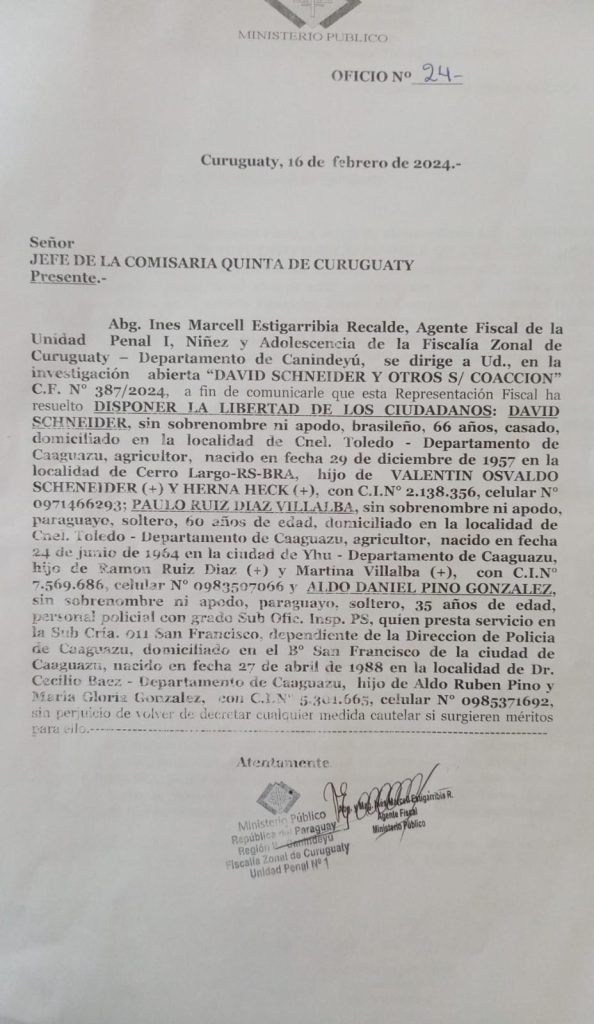 MINISTERIO PUBLICO
OFICIO Nº 24-
Curuguaty, 16 de febrero de 2024.-
Señor
JEFE DE LA COMISARIA QUINTA DE CURUGUATY
Presente.-
Abg. Ines Marcell Estigarribia Recalde, Agente Fiscal de la
Unidad Penal I, Niñez y Adolescencia de la Fiscalía Zonal de
Curuguaty – Departamento de Canindeyú, se dirige a Ud., en la
investigación abierta “DAVID SCHNEIDER Y OTROS S/ COACCION”
C.F. Nº 387/2024, a fin de comunicarle que esta Representación Fiscal ha
resuelto DISPONER LA LIBERTAD DE LOS CIUDADANOS: DAVID
SCHNEIDER, sin sobrenombre ni apodo, brasileño, 66 años, casado,
domiciliado en la localidad de Cnel. Toledo - Departamento de
Caaguazu, agricultor, nacido en fecha 29 de diciembre de 1957 en la
localidad de Cerro Largo-RS-BRA, hijo de VALENTIN OSVALDO
SCHENEIDER (+) Y HERNA HECK (+), con C.I.Nº 2.138.356, celular Nº
0971466293; PAULO RUIZ DIAZ VILLALBA, sin sobrenombre ni apodo,
paraguayo, soltero, 60 años de edad, domiciliado en la localidad de
Cnel. Toledo - Departamento de Caaguazu, agricultor, nacido en fecha
24 de junio de 1964 en la ciudad de Yhu - Departamento de Caaguazu,
hijo de Ramon Ruiz Diaz (+) y Martina Villalba (+), con C.I.Nº
7.569.686, celular Nº 0983507066 y ALDO DANIEL PINO GONZALEZ,
sin sobrenombre ni apodo, paraguayo, soltero, 35 años de edad,
personal policial con grado Sub Ofic. Insp. PS, quien presta servicio en
la Sub Cria. 011 San Francisco, dependiente de la Direccion de Policia
de Caaguazu, domiciliado en el Bº San Francisco de la ciudad de
Caaguazu, nacido en fecha 27 de abril de 1988 en la localidad de Dr.
Cecilio Baez - Departamento de Caaguazu, hijo de Aldo Ruben Pino y
Maria Gloria Gonzalez, con C.I.Nº 5.301.665, celular Nº 0985371692,
sin perjuicio de volver de decretar cualquier medida cautelar si surgieren méritos
para ello.-----------------------------------------------------------
Atentamente.
Ministerio Público
República del Paraguay
Región Canindeyú
Fiscalía Zonal de Curuguaty
Unidad Penal Nº 1
Abg. y Mag. Ines Marcell Estigarribia R.
Agente Fiscal
Ministerio Público